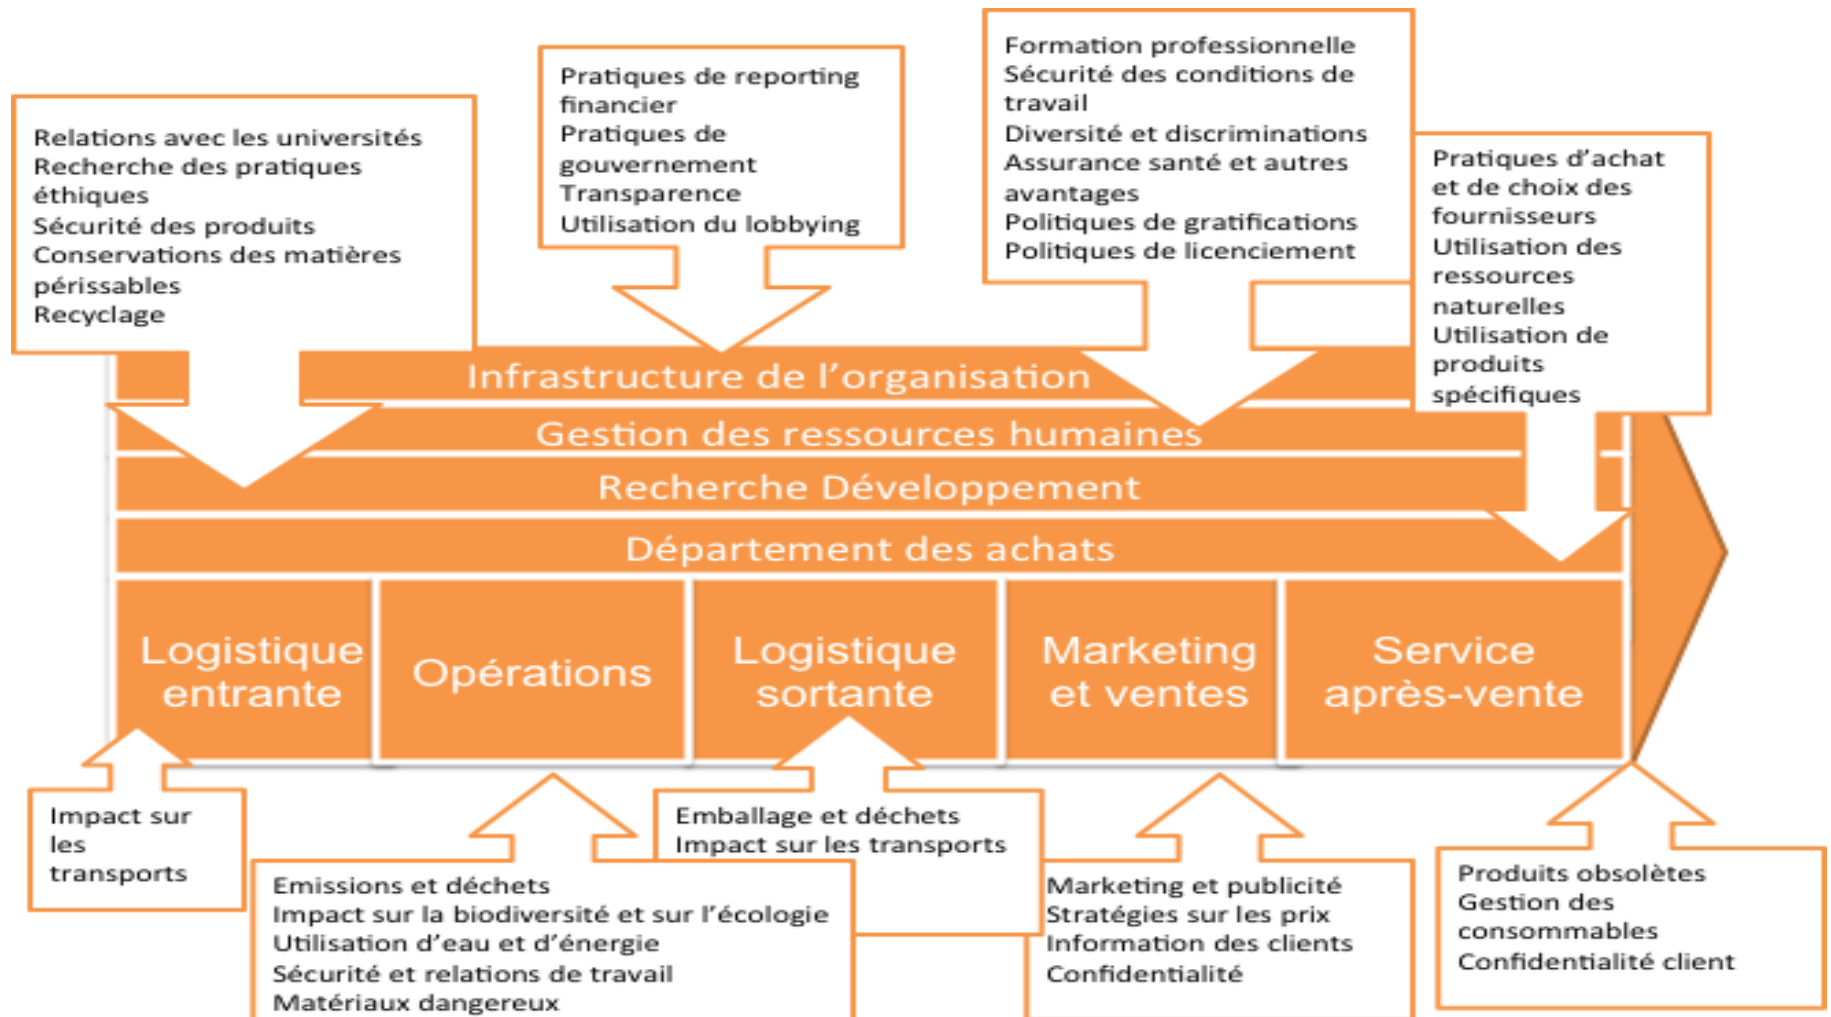 Relations avec les universités
Recherche des pratiques
éthiques
Sécurité des produits
Conservations des matières
périssables
Recyclage
Pratiques de reporting
financier
Pratiques de
gouvernement
Transparence
Utilisation du lobbying
Formation professionnelle
Sécurité des conditions de
travail
Diversité et discriminations
Assurance santé et autres
avantages
Politiques de gratifications
Politiques de licenciement
Pratiques d'achat
et de choix des
fournisseurs
Utilisation des
ressources
naturelles
Utilisation de
produits
spécifiques
Infrastructure de l'organisation
Gestion des ressources humaines
Recherche Développement
Département des achats
Logistique
entrante
Opérations
Logistique
sortante
Marketing
et ventes
Service
après-vente
Impact sur
les
transports
Emissions et déchets
Impact sur la biodiversité et sur l'écologie
Utilisation d'eau et d'énergie
Sécurité et relations de travail
Matériaux dangereux
Emballage et déchets
Impact sur les transports
Marketing et publicité
Stratégies sur les prix
Information des clients
Confidentialité
Produits obsolètes
Gestion des
consommables
Confidentialité client